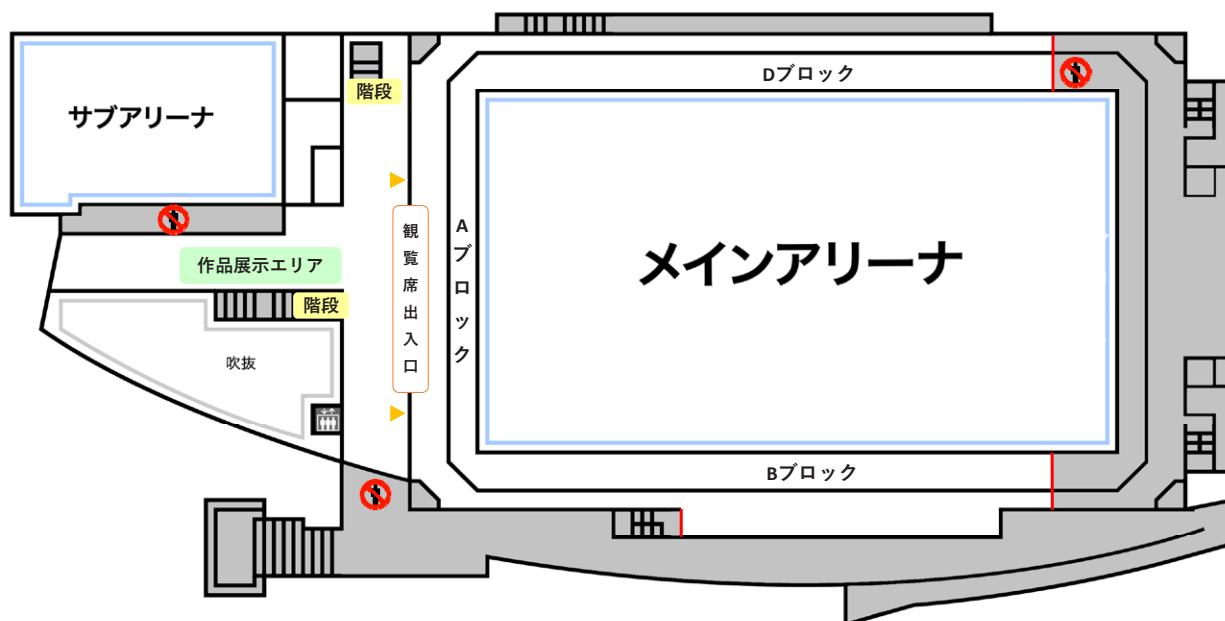 Dブロック
階段
サブアリーナ
観覧席出入口
Aブロック
メインアリーナ
作品展示エリア
階段
吹抜
Bブロック